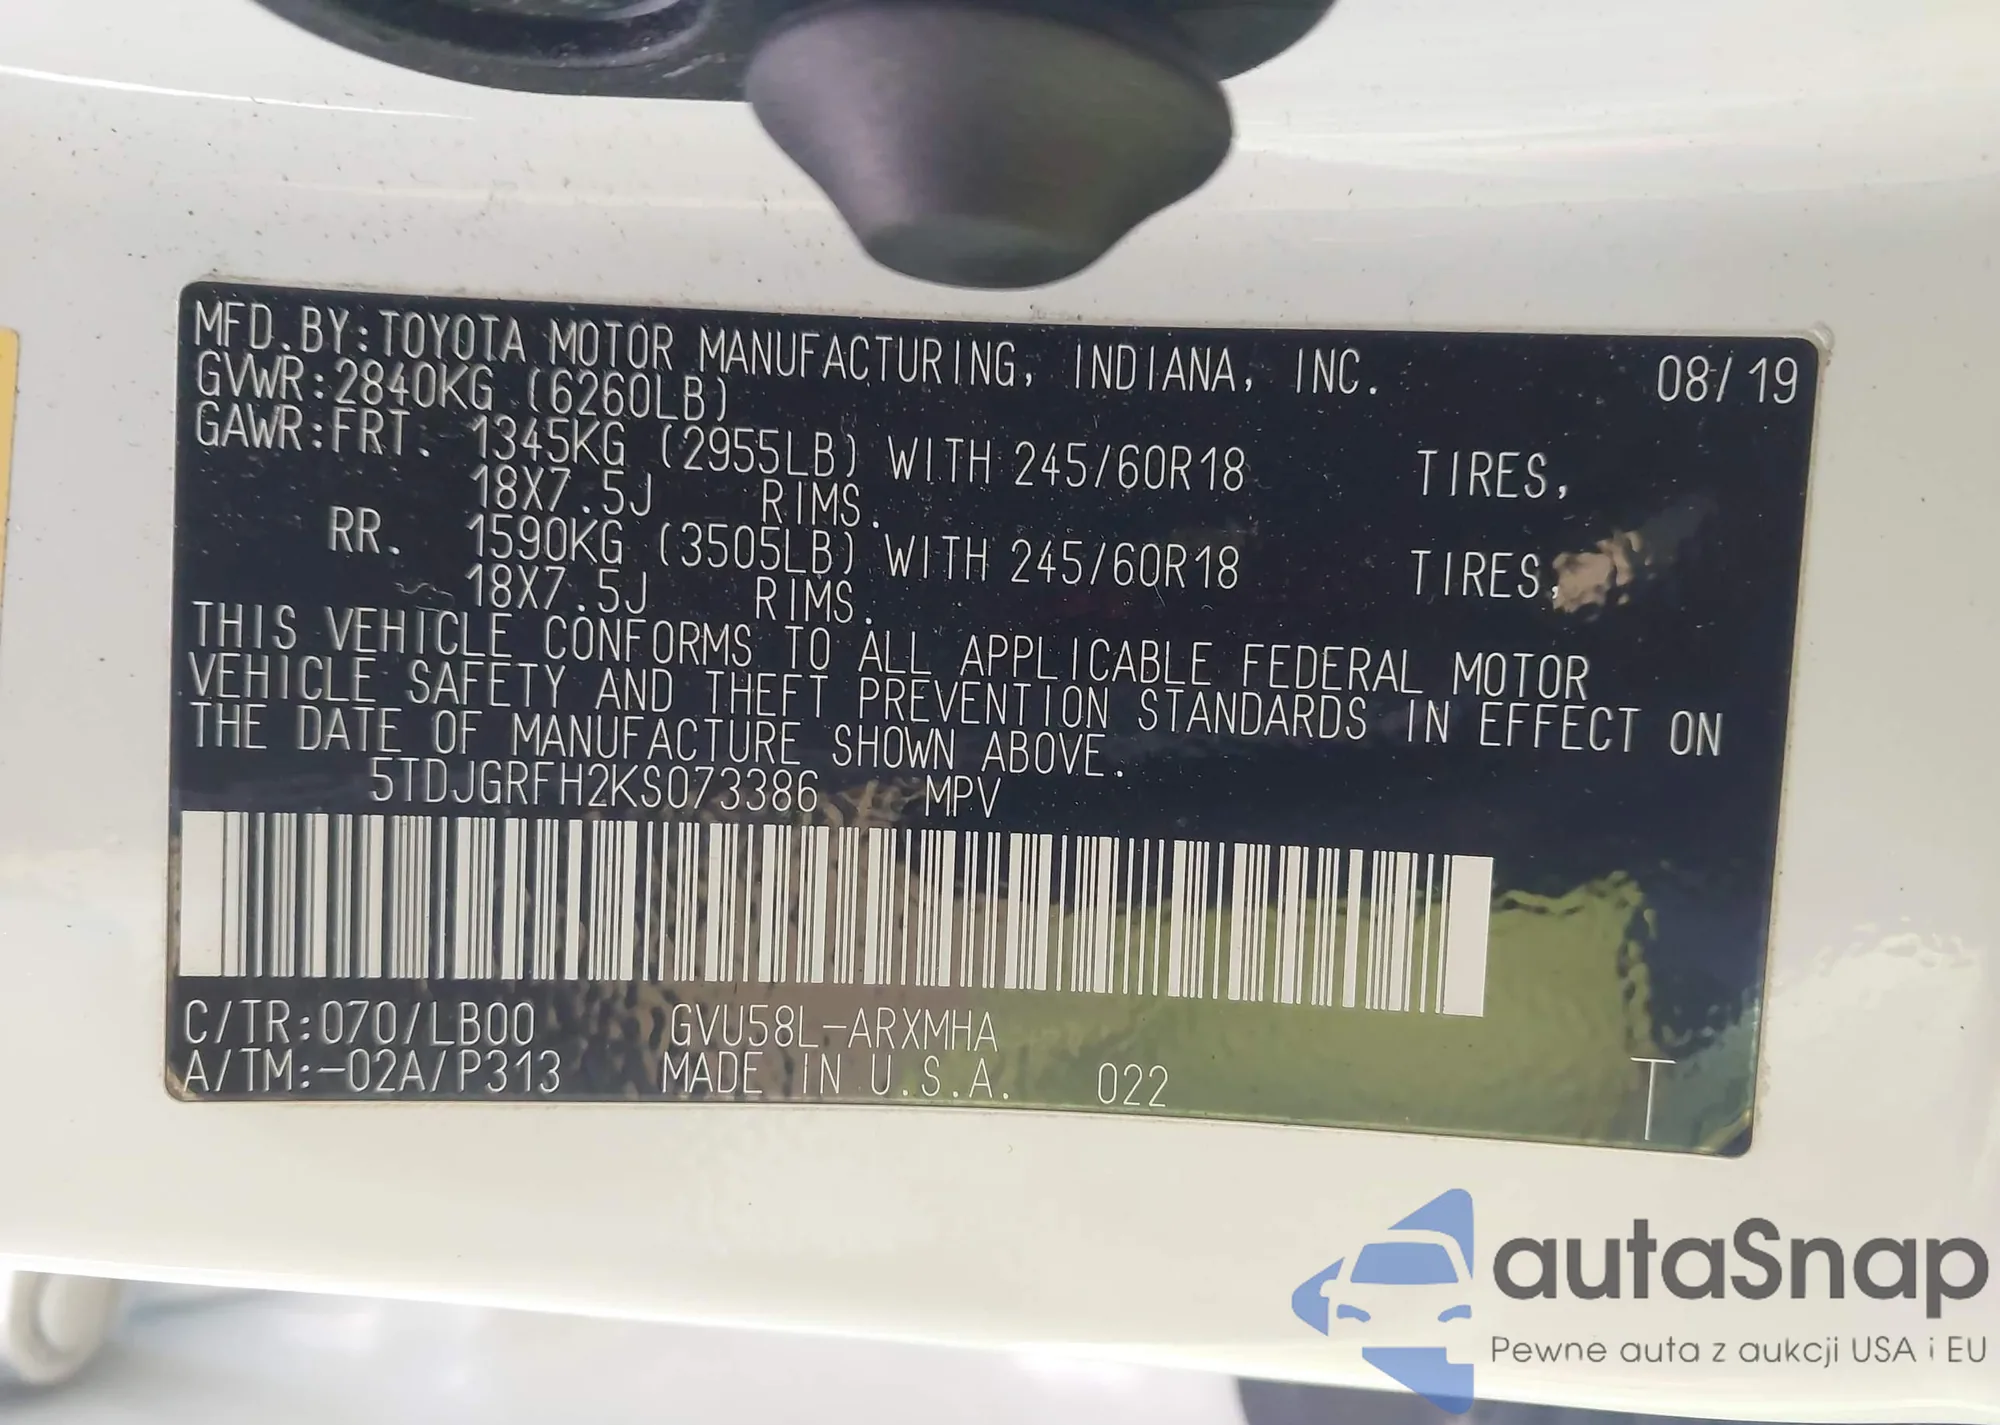 MFD. BY: TOYOTA MOTOR MANUFACTURING, INDIANA, INC. 08/19
GVWR: 2840KG (6260LB)
GAWR: FRT. 1345KG (2955LB) WITH 245/60R18 TIRES,
18X7.5J RIMS.
RR. 1590KG (3505LB) WITH 245/60R18 TIRES,
18X7.5J RIMS.
THIS VEHICLE CONFORMS TO ALL APPLICABLE FEDERAL MOTOR
VEHICLE SAFETY AND THEFT PREVENTION STANDARDS IN EFFECT ON
THE DATE OF MANUFACTURE SHOWN ABOVE.
5TDJGRFH2KS073386 MPV
C/TR:070/LB00 GVU58L-ARXMHA
A/TM:-02A/P313 MADE IN U.S.A. 022 T
autaSnap
Pewne auta z aukcji USA i EU